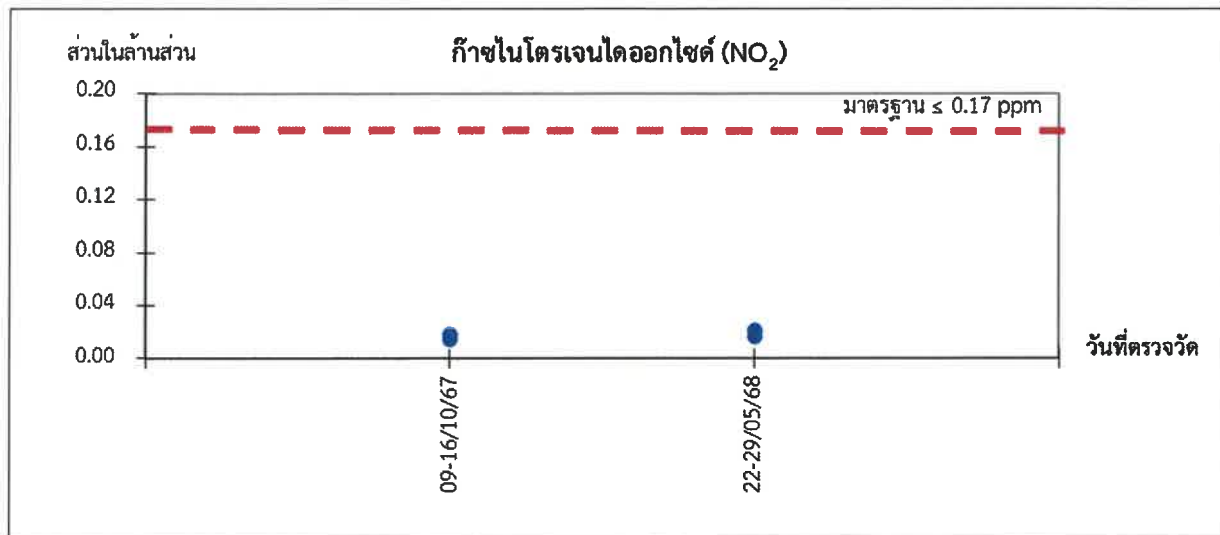 ก๊าซไนโตรเจนไดออกไซด์ (NO₂)
ส่วนในล้านส่วน
0.20
มาตรฐาน ≤ 0.17 ppm
0.16
0.12
0.08
0.04
0.00
วันที่ตรวจวัด
09-16/10/67
22-29/05/68